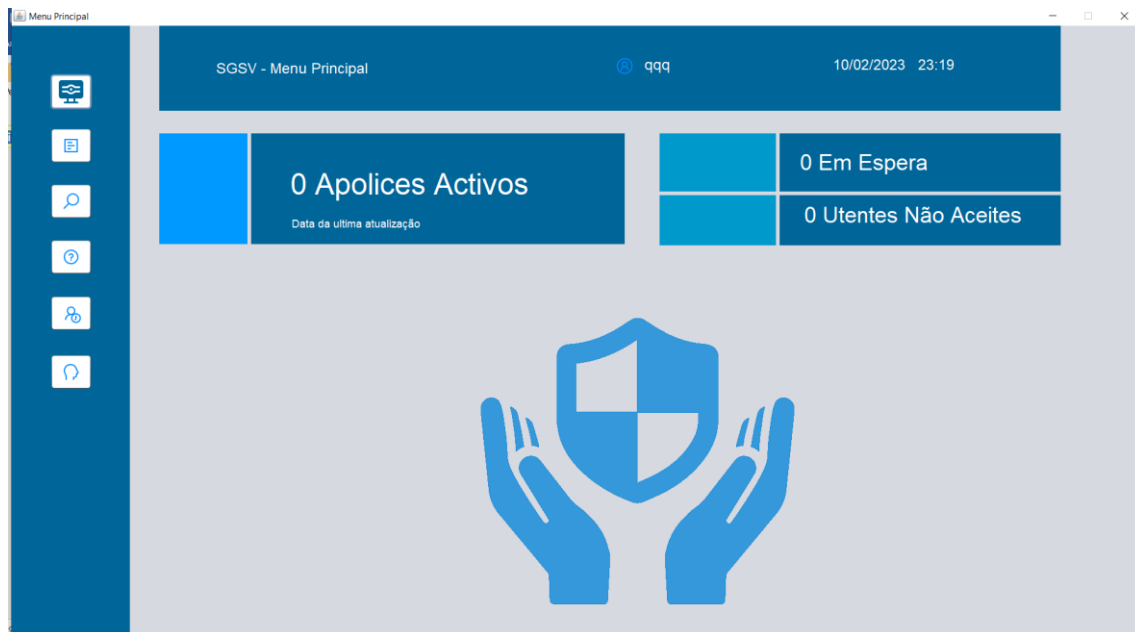 Menu Principal
SGSV - Menu Principal
qqq
10/02/2023 23:19
0 Apolices Activos
Data da ultima atualização
0 Em Espera
0 Utentes Não Aceites